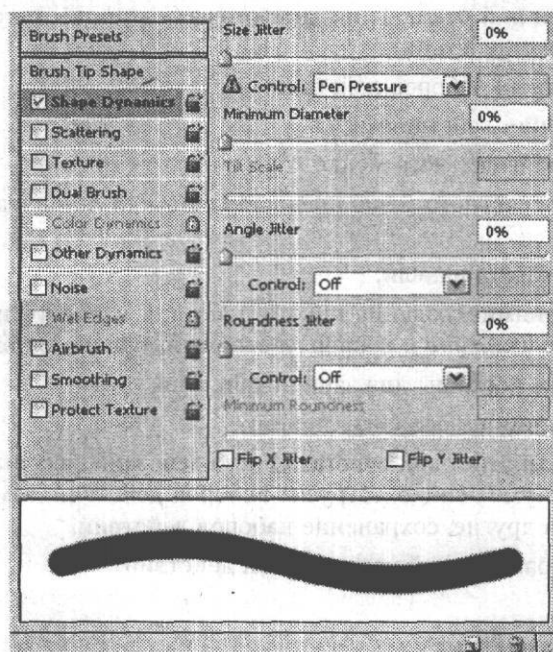 Brush Presets
Brush Tip Shape
Shape Dynamics
Scattering
Texture
Dual Brush
Color Dynamics
Other Dynamics
Noise
Wet Edges
Airbrush
Smoothing
Protect Texture
Size Jitter 0%
Control: Pen Pressure
Minimum Diameter 0%
Tilt Scale
Angle Jitter 0%
Control: Off
Roundness Jitter 0%
Control: Off
Minimum Roundness
Flip X Jitter Flip Y Jitter